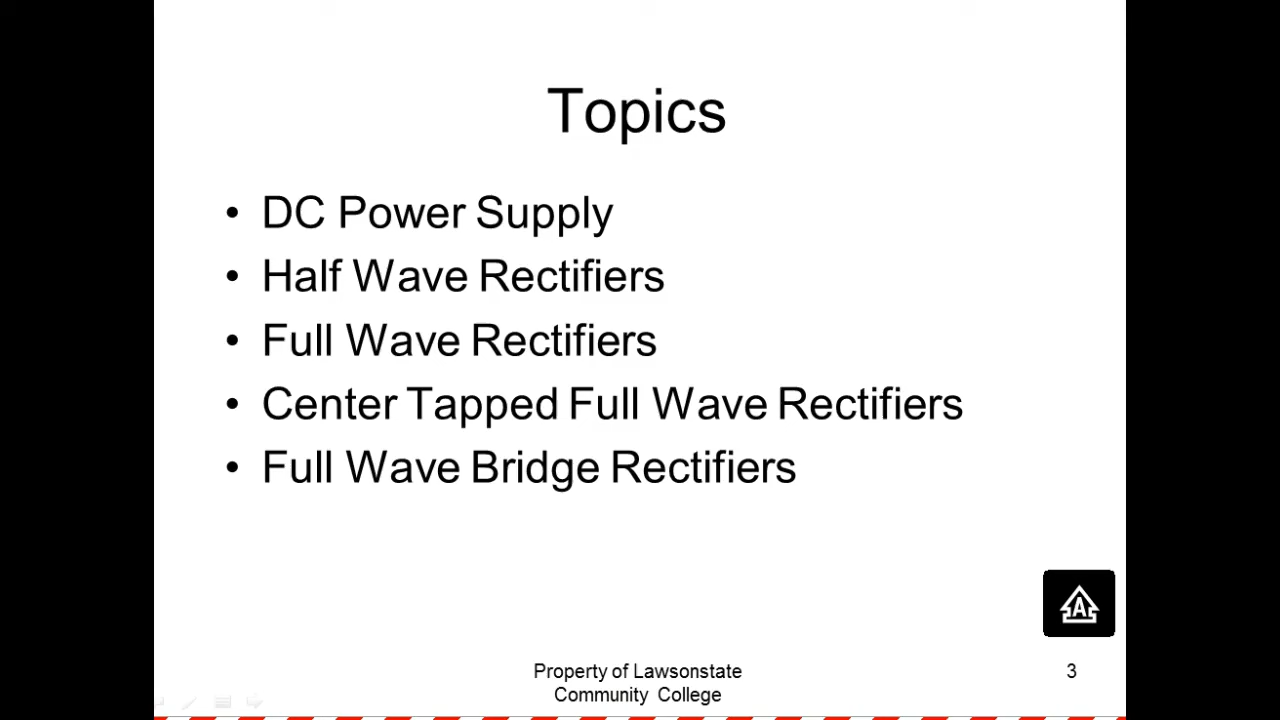 Topics
• DC Power Supply
• Half Wave Rectifiers
• Full Wave Rectifiers
• Center Tapped Full Wave Rectifiers
• Full Wave Bridge Rectifiers
A
Property of Lawsonstate
Community College
3